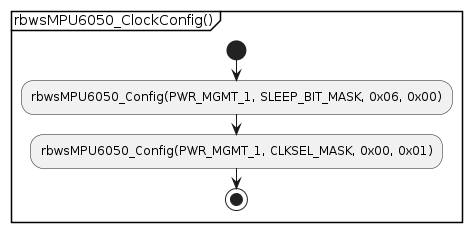 rbwsMPU6050_ClockConfig()
rbwsMPU6050_Config(PWR_MGMT_1, SLEEP_BIT_MASK, 0x06, 0x00)
rbwsMPU6050_Config(PWR_MGMT_1, CLKSEL_MASK, 0x00, 0x01)